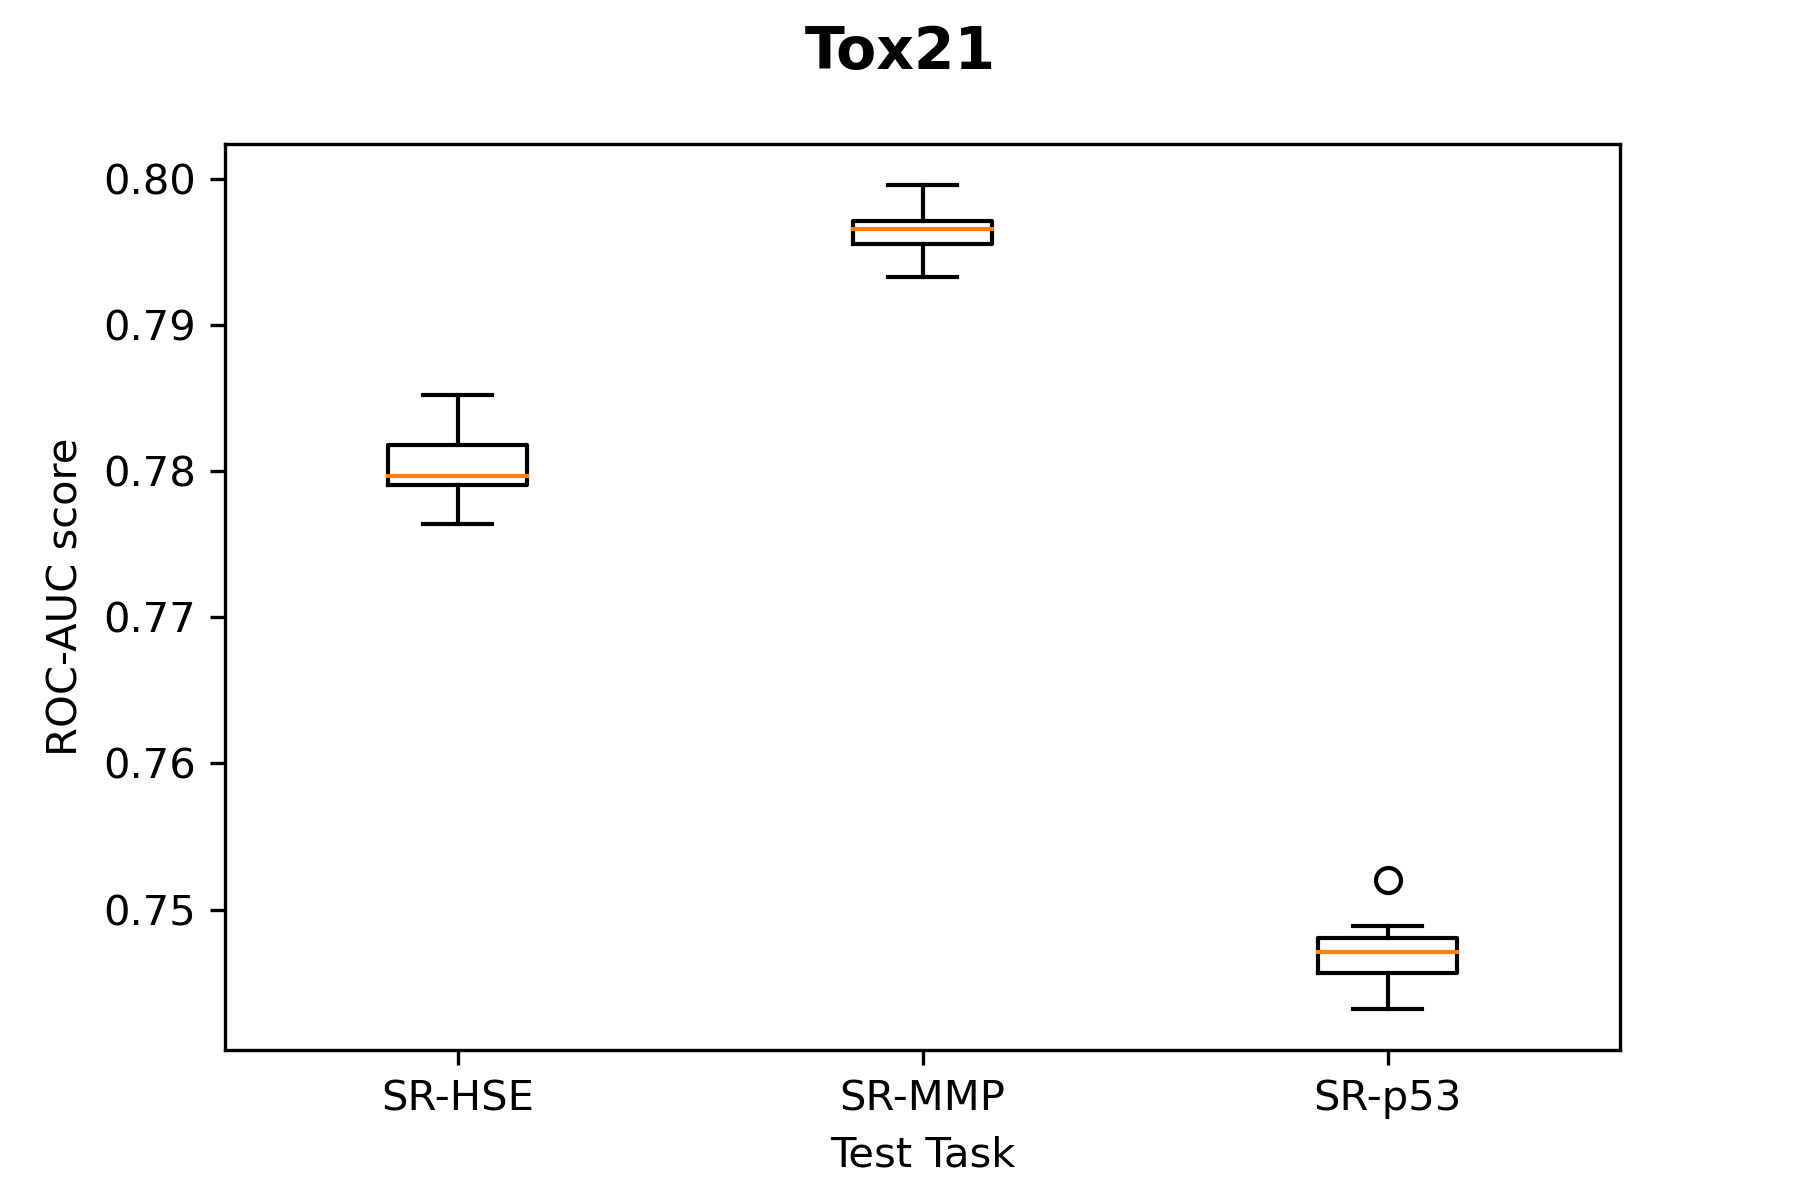 Tox21
0.80
0.79
0.78
0.77
0.76
0.75
ROC-AUC score
SR-HSE
SR-MMP
SR-p53
Test Task